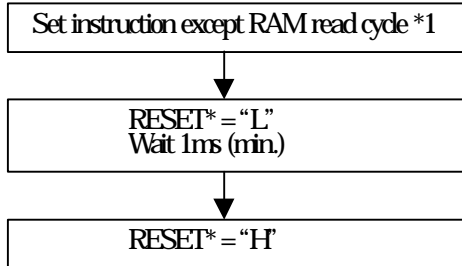 Set instruction except RAM read cycle *1
RESET* = “L”
Wait 1ms (min.)
RESET* = “H”